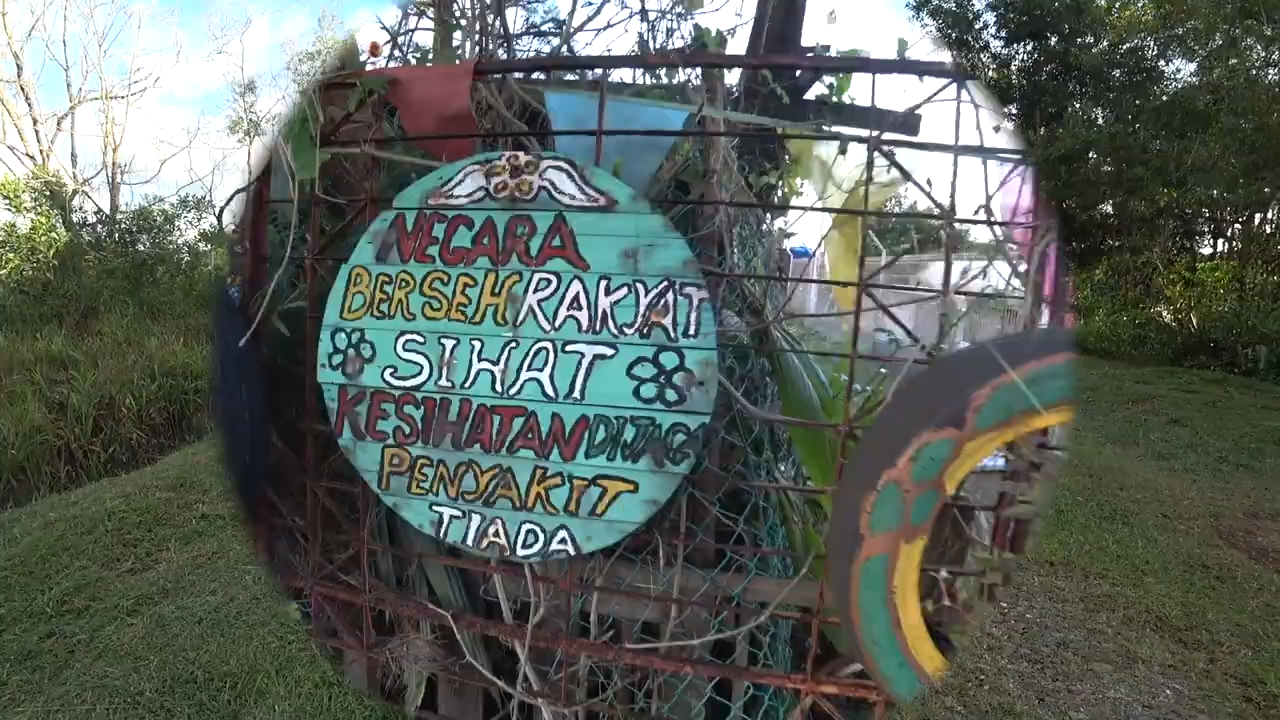 NEGARA
BERSEH RAKYAT
SIHAT
KESIHATAN DIJAGA
PENYAKIT
TIADA